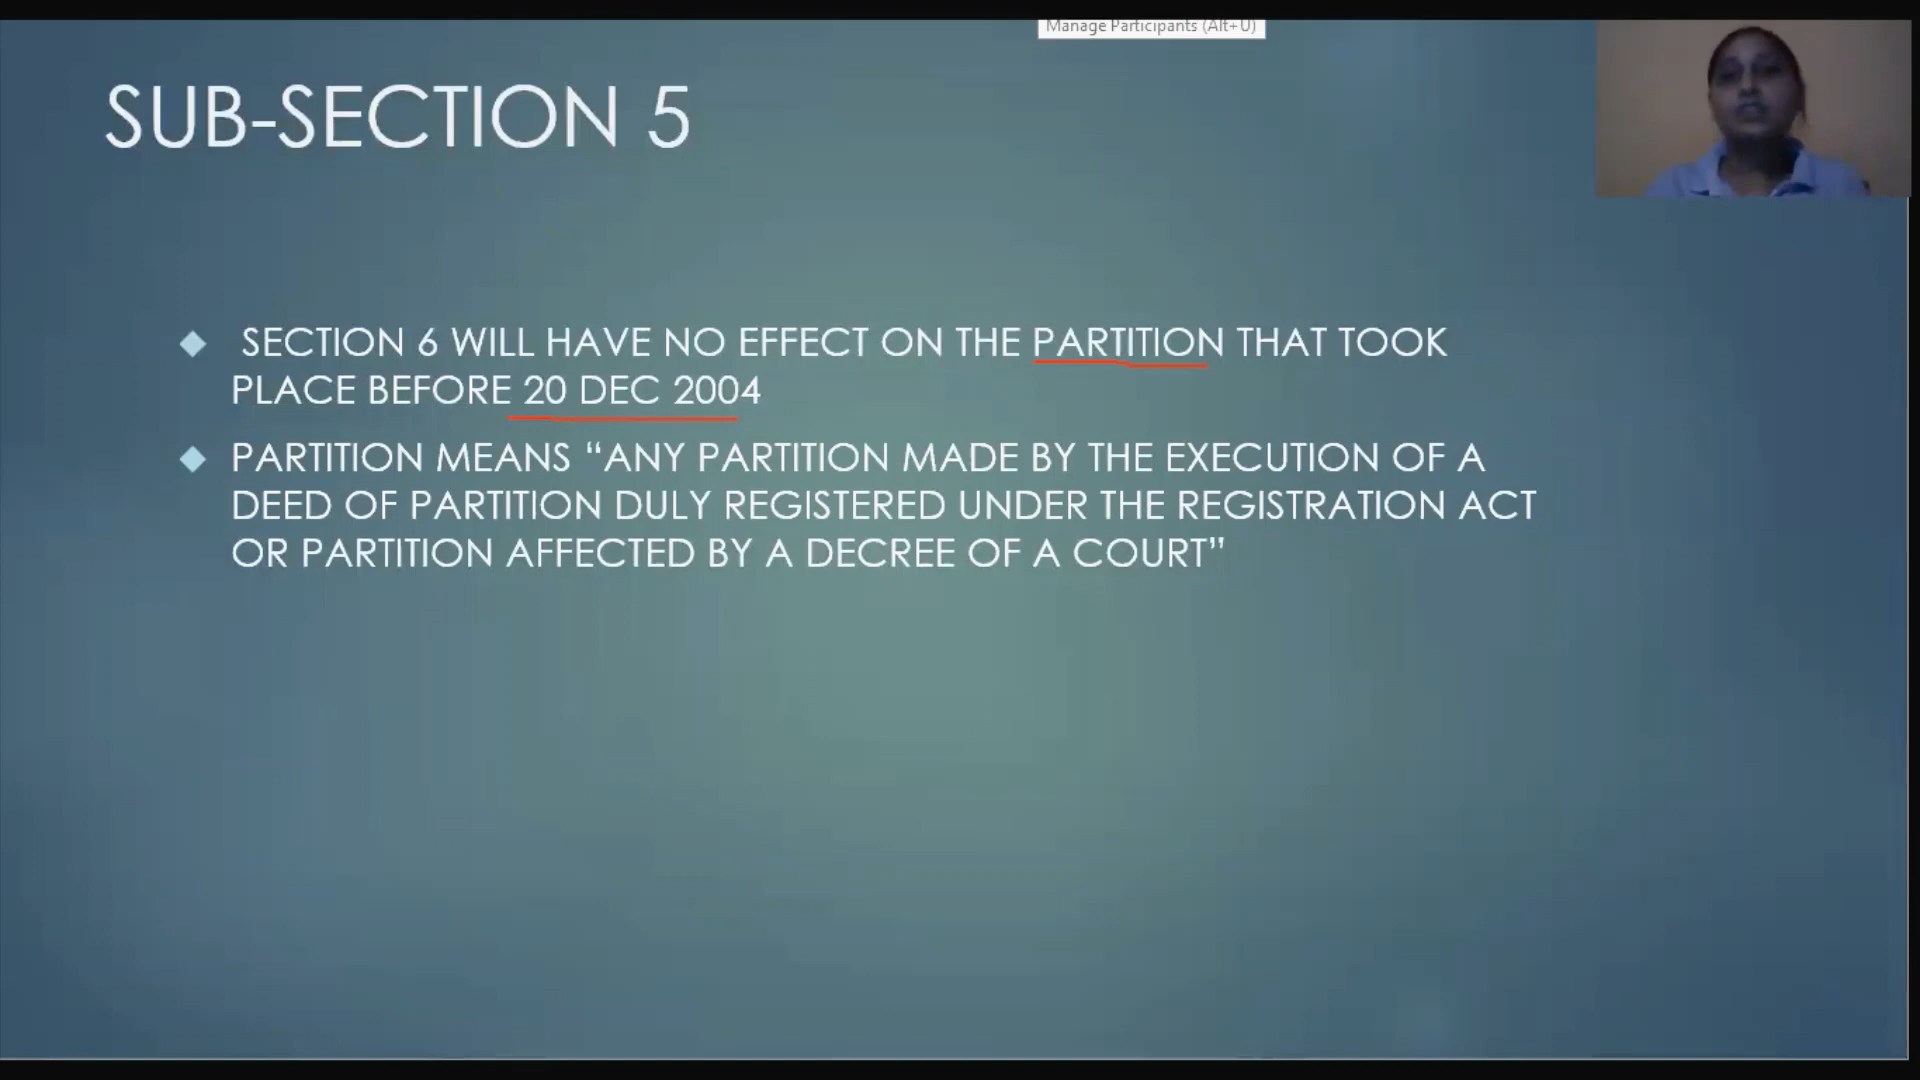 Manage Participants (Alt+U)
SUB-SECTION 5
SECTION 6 WILL HAVE NO EFFECT ON THE PARTITION THAT TOOK
PLACE BEFORE 20 DEC 2004
PARTITION MEANS “ANY PARTITION MADE BY THE EXECUTION OF A
DEED OF PARTITION DULY REGISTERED UNDER THE REGISTRATION ACT
OR PARTITION AFFECTED BY A DECREE OF A COURT”